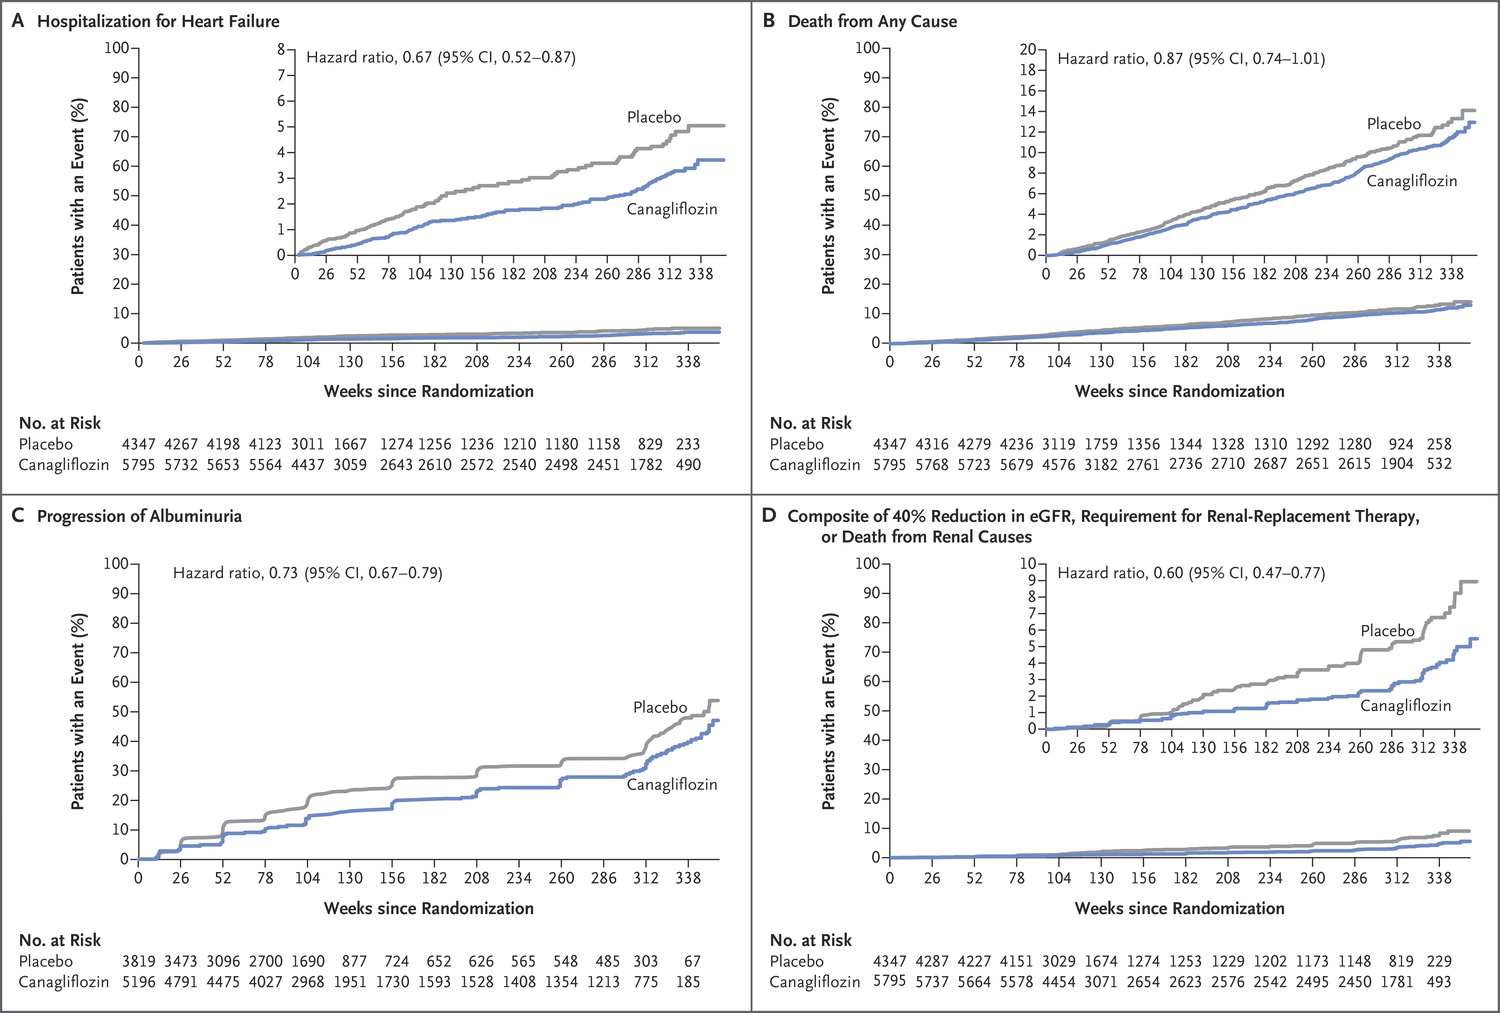 A Hospitalization for Heart Failure
Patients with an Event (%)
100
90
80
70
60
50
40
30
20
10
0
8
7
6
5
4
3
2
1
0
Hazard ratio, 0.67 (95% CI, 0.52–0.87)
Placebo
Canagliflozin
0 26 52 78 104 130 156 182 208 234 260 286 312 338
0 26 52 78 104 130 156 182 208 234 260 286 312 338
Weeks since Randomization
No. at Risk
Placebo 4347 4267 4198 4123 3011 1667 1274 1256 1236 1210 1180 1158 829 233
Canagliflozin 5795 5732 5653 5564 4437 3059 2643 2610 2572 2540 2498 2451 1782 490
B Death from Any Cause
Patients with an Event (%)
100
90
80
70
60
50
40
30
20
10
0
20
18
16
14
12
10
8
6
4
2
0
Hazard ratio, 0.87 (95% CI, 0.74–1.01)
Placebo
Canagliflozin
0 26 52 78 104 130 156 182 208 234 260 286 312 338
0 26 52 78 104 130 156 182 208 234 260 286 312 338
Weeks since Randomization
No. at Risk
Placebo 4347 4316 4279 4236 3119 1759 1356 1344 1328 1310 1292 1280 924 258
Canagliflozin 5795 5768 5723 5679 4576 3182 2761 2736 2710 2687 2651 2615 1904 532
C Progression of Albuminuria
Patients with an Event (%)
100
90
80
70
60
50
40
30
20
10
0
Hazard ratio, 0.73 (95% CI, 0.67–0.79)
Placebo
Canagliflozin
0 26 52 78 104 130 156 182 208 234 260 286 312 338
Weeks since Randomization
No. at Risk
Placebo 3819 3473 3096 2700 1690 877 724 652 626 565 548 485 303 67
Canagliflozin 5196 4791 4475 4027 2968 1951 1730 1593 1528 1408 1354 1213 775 185
D Composite of 40% Reduction in eGFR, Requirement for Renal-Replacement Therapy,
or Death from Renal Causes
Patients with an Event (%)
100
90
80
70
60
50
40
30
20
10
0
10
9
8
7
6
5
4
3
2
1
0
Hazard ratio, 0.60 (95% CI, 0.47–0.77)
Placebo
Canagliflozin
0 26 52 78 104 130 156 182 208 234 260 286 312 338
0 26 52 78 104 130 156 182 208 234 260 286 312 338
Weeks since Randomization
No. at Risk
Placebo 4347 4287 4227 4151 3029 1674 1274 1253 1229 1202 1173 1148 819 229
Canagliflozin 5795 5737 5664 5578 4454 3071 2654 2623 2576 2542 2495 2450 1781 493